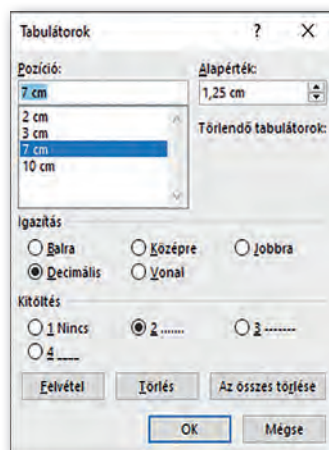 Tabulátorok ? X
Pozíció: Alapérték:
7 cm 1,25 cm
2 cm Törlendő tabulátorok:
3 cm
7 cm
10 cm
Igazítás
Balra Középre Jobbra
Decimális Vonal
Kitöltés
1 Nincs 2 ....... 3 -------
4 ____
Felvétel Törlés Az összes törlése
OK Mégse